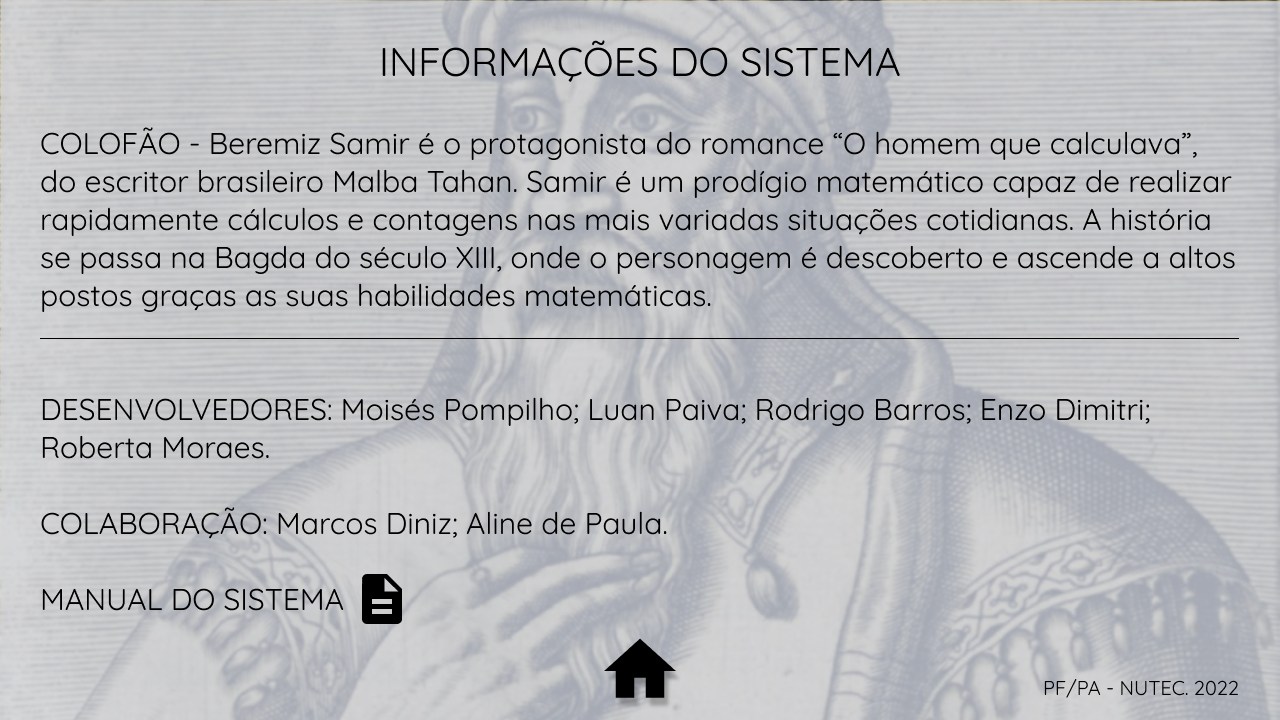 INFORMAÇÕES DO SISTEMA
COLOFÃO - Beremiz Samir é o protagonista do romance “O homem que calculava”,
do escritor brasileiro Malba Tahan. Samir é um prodígio matemático capaz de realizar
rapidamente cálculos e contagens nas mais variadas situações cotidianas. A história
se passa na Bagda do século XIII, onde o personagem é descoberto e ascende a altos
postos graças as suas habilidades matemáticas.
DESENVOLVEDORES: Moisés Pompilho; Luan Paiva; Rodrigo Barros; Enzo Dimitri;
Roberta Moraes.
COLABORAÇÃO: Marcos Diniz; Aline de Paula.
MANUAL DO SISTEMA
PF/PA - NUTEC. 2022